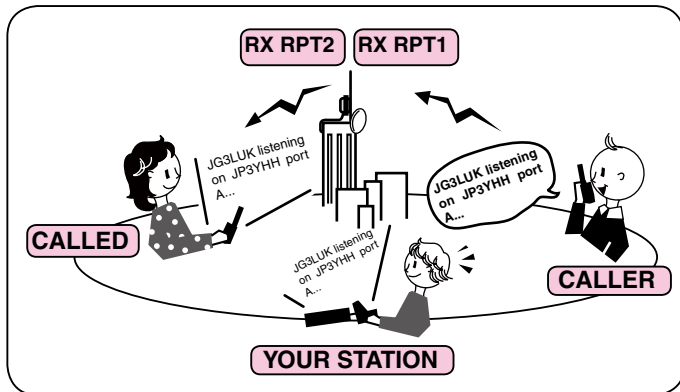 RX RPT2
RX RPT1
JG3LUK listening
on JP3YHH port
A...
JG3LUK listening
on JP3YHH port
A...
CALLED
JG3LUK listening
on JP3YHH port
A...
CALLER
YOUR STATION